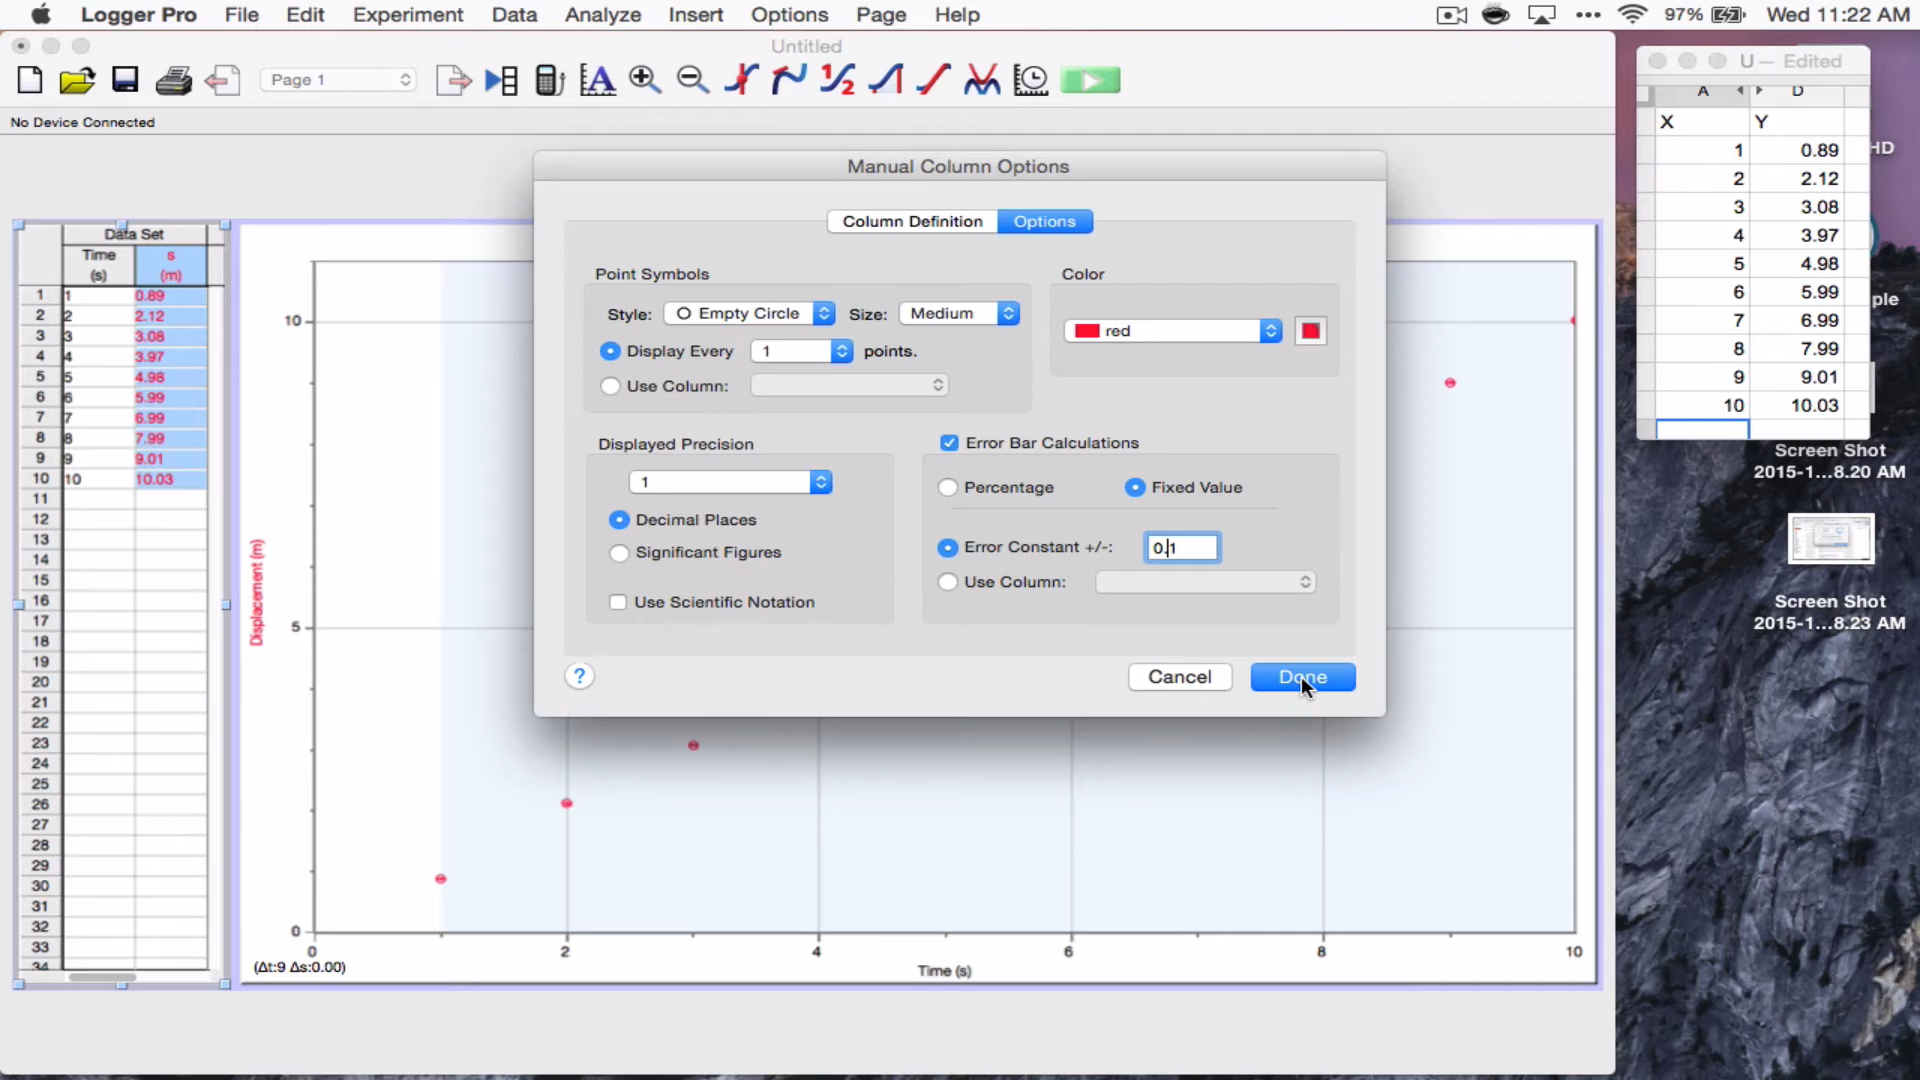 Logger Pro File Edit Experiment Data Analyze Insert Options Page Help 97% Wed 11:22 AM
Untitled
Page 1
A 1/2
No Device Connected
Manual Column Options
Column Definition Options
Point Symbols
Style: Empty Circle Size: Medium
Display Every 1 points.
Use Column:
Color
red
Displayed Precision
1
Decimal Places
Significant Figures
Use Scientific Notation
Error Bar Calculations
Percentage Fixed Value
Error Constant +/-: 0.1
Use Column:
? Cancel Done
Data Set
Time s
(s) (m)
1 1 0.89
2 2 2.12
3 3 3.08
4 4 3.97
5 5 4.98
6 6 5.99
7 7 6.99
8 8 7.99
9 9 9.01
10 10 10.03
11
12
13
14
15
16
17
18
19
20
21
22
23
24
25
26
27
28
29
30
31
32
33
34
Displacement (m)
10
5
0
0 2 4 6 8 10
(Δt:9 Δs:0.00)
Time (s)
U — Edited
A D
X Y
1 0.89
2 2.12
3 3.08
4 3.97
5 4.98
6 5.99
7 6.99
8 7.99
9 9.01
10 10.03
HD
ple
Screen Shot
2015-1...8.20 AM
Screen Shot
2015-1...8.23 AM